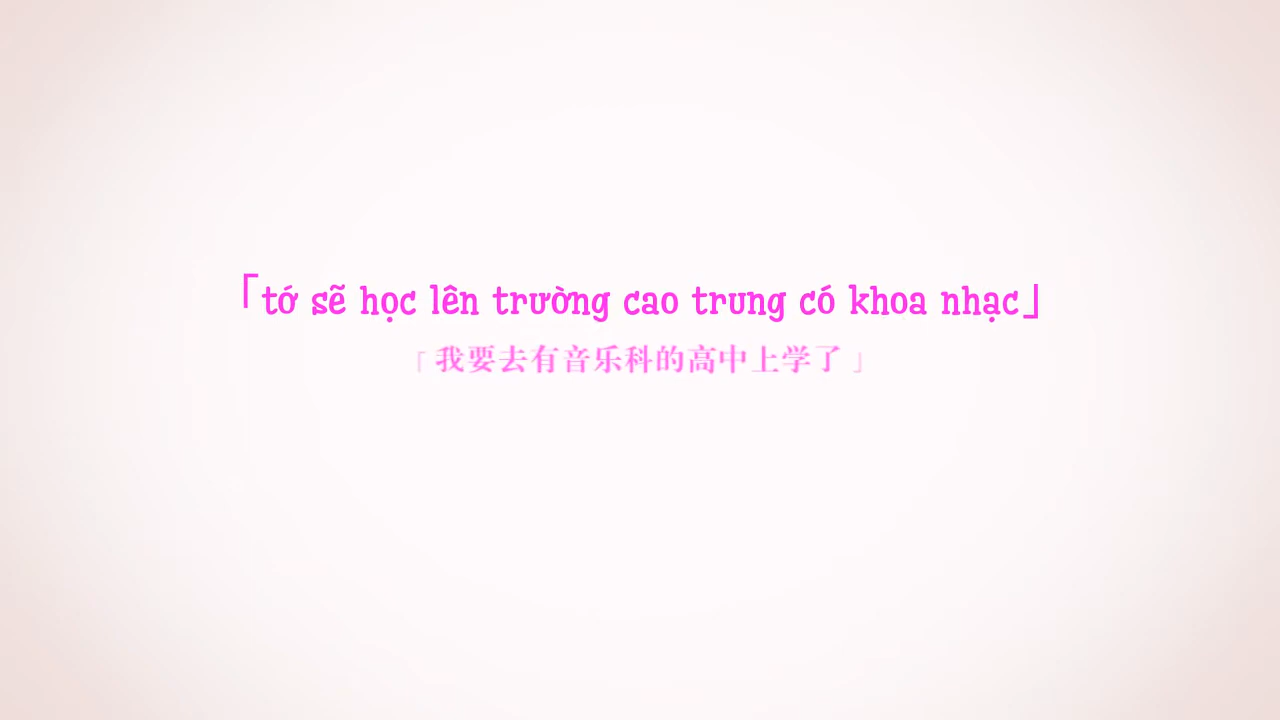 「tớ sẽ học lên trường cao trung có khoa nhạc」
「我要去有音乐科的高中上学了」